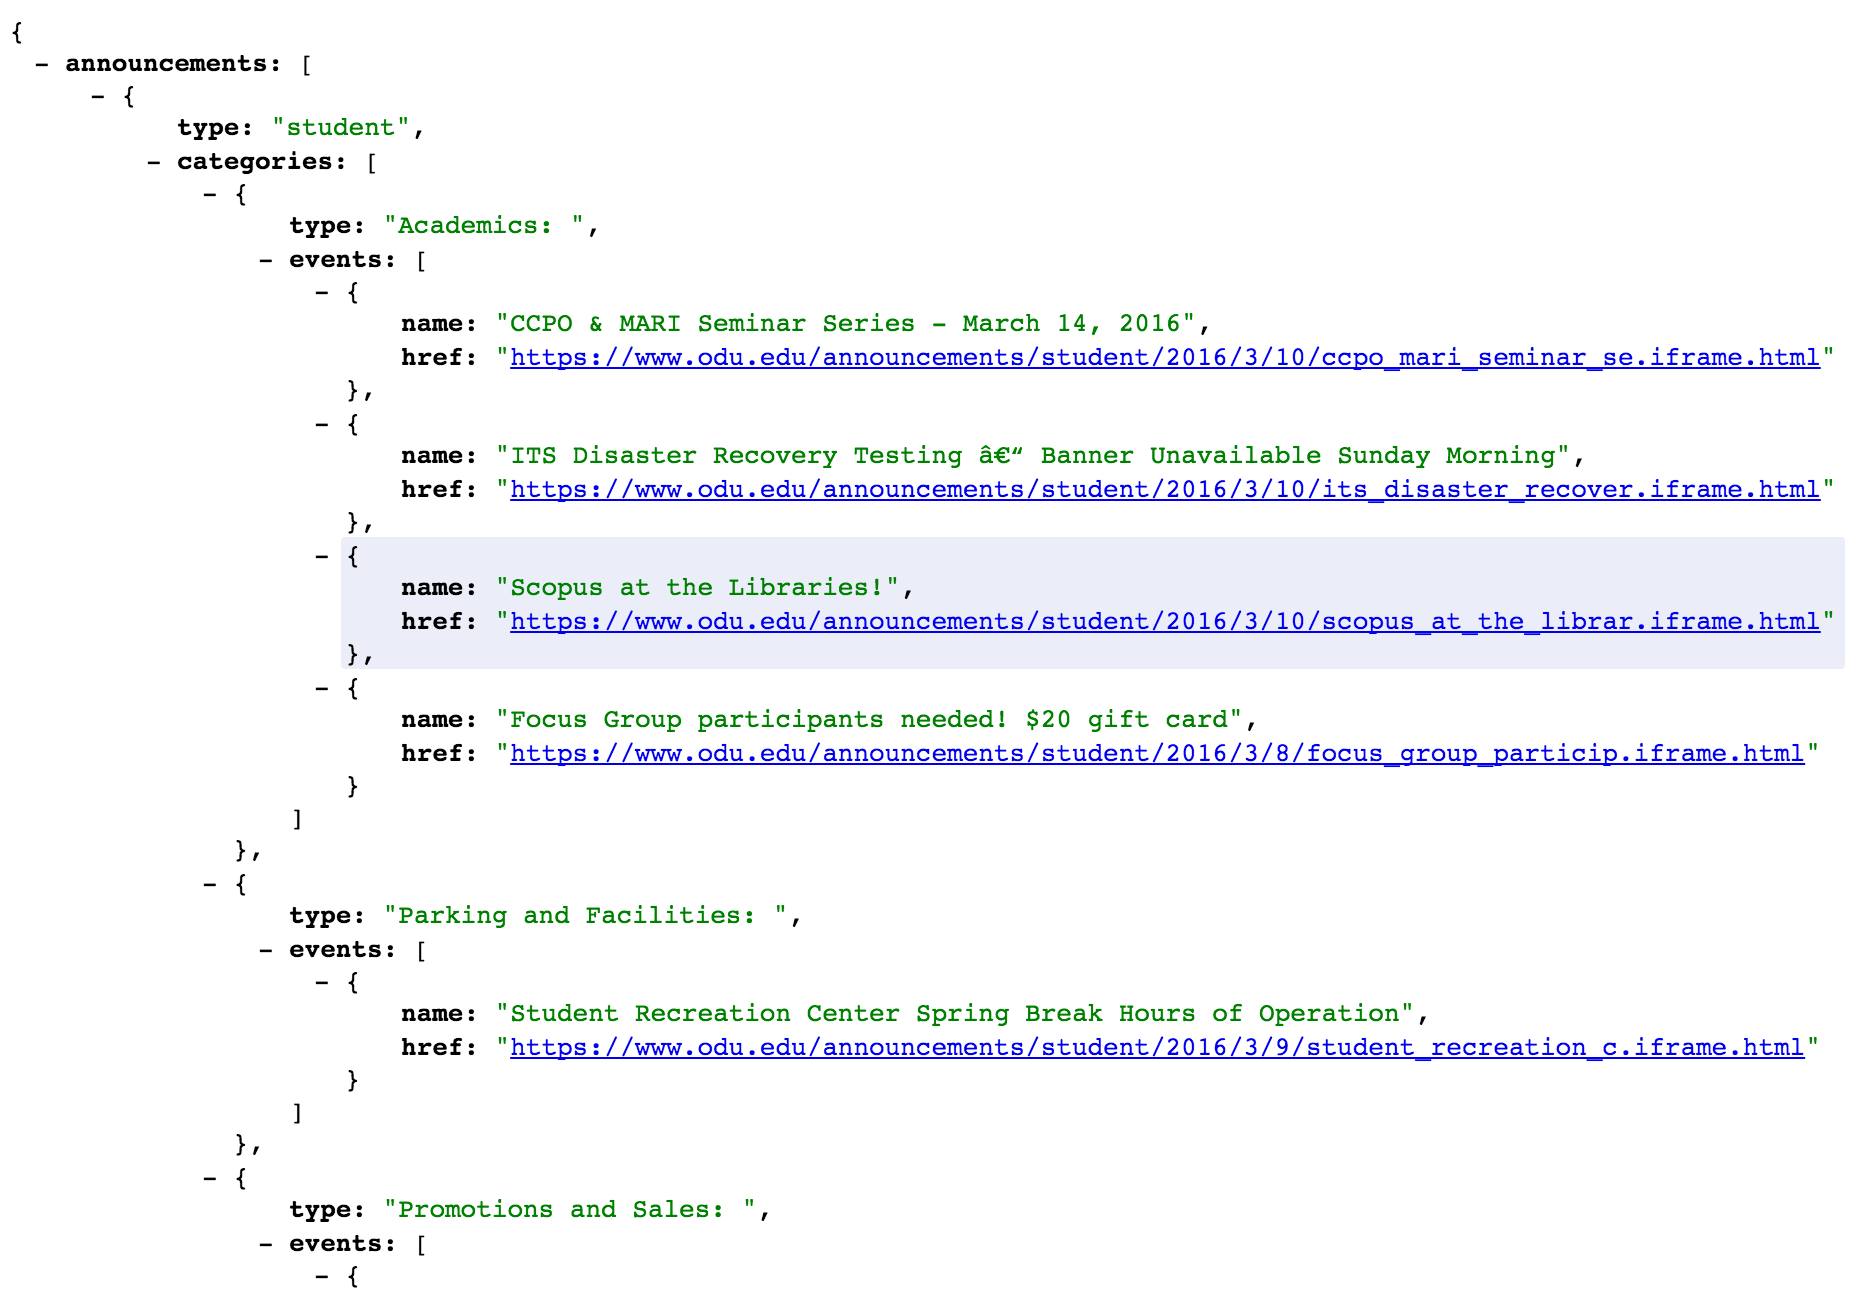 {
- announcements: [
- {
type: "student",
- categories: [
- {
type: "Academics: ",
- events: [
- {
name: "CCPO & MARI Seminar Series - March 14, 2016",
href: "https://www.odu.edu/announcements/student/2016/3/10/ccpo_mari_seminar_se.iframe.html"
},
- {
name: "ITS Disaster Recovery Testing â€“ Banner Unavailable Sunday Morning",
href: "https://www.odu.edu/announcements/student/2016/3/10/its_disaster_recover.iframe.html"
},
- {
name: "Scopus at the Libraries!",
href: "https://www.odu.edu/announcements/student/2016/3/10/scopus_at_the_librar.iframe.html"
},
- {
name: "Focus Group participants needed! $20 gift card",
href: "https://www.odu.edu/announcements/student/2016/3/8/focus_group_particip.iframe.html"
}
]
},
- {
type: "Parking and Facilities: ",
- events: [
- {
name: "Student Recreation Center Spring Break Hours of Operation",
href: "https://www.odu.edu/announcements/student/2016/3/9/student_recreation_c.iframe.html"
}
]
},
- {
type: "Promotions and Sales: ",
- events: [
- {